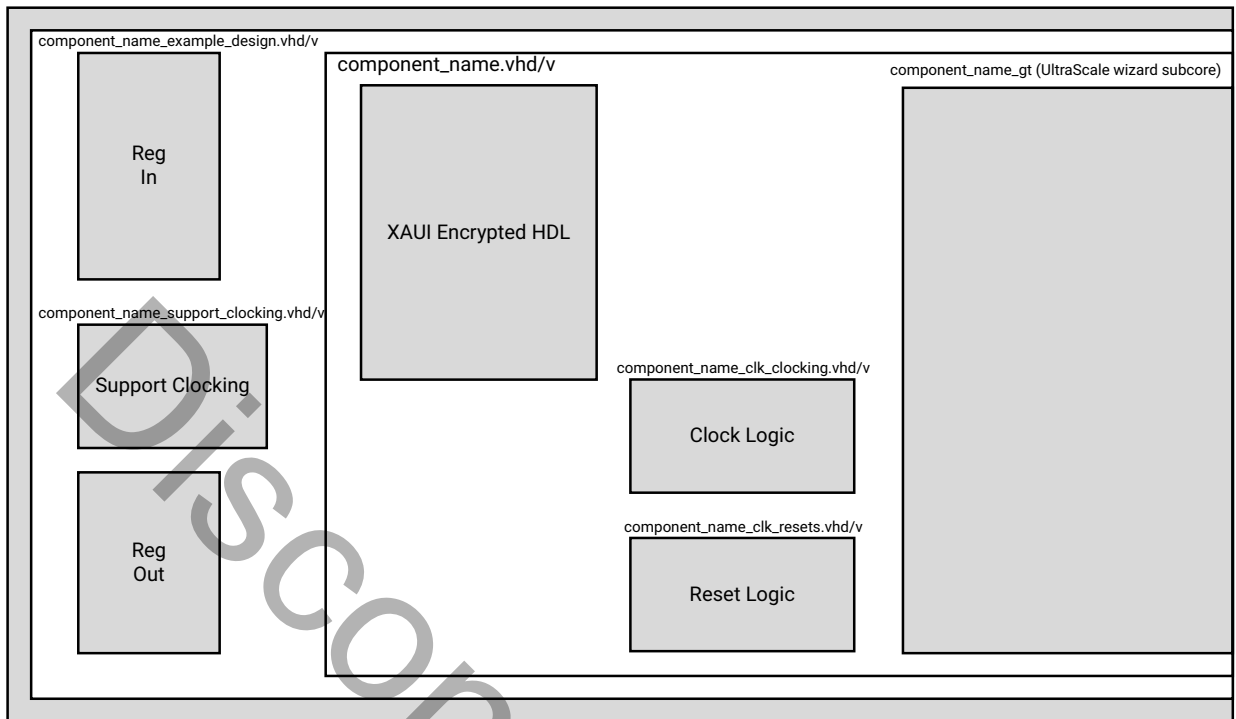 component_name_example_design.vhd/v
component_name.vhd/v
component_name_gt (UltraScale wizard subcore)
Reg
In
XAUI Encrypted HDL
component_name_support_clocking.vhd/v
Support Clocking
component_name_clk_clocking.vhd/v
Clock Logic
component_name_clk_resets.vhd/v
Reg
Out
Reset Logic